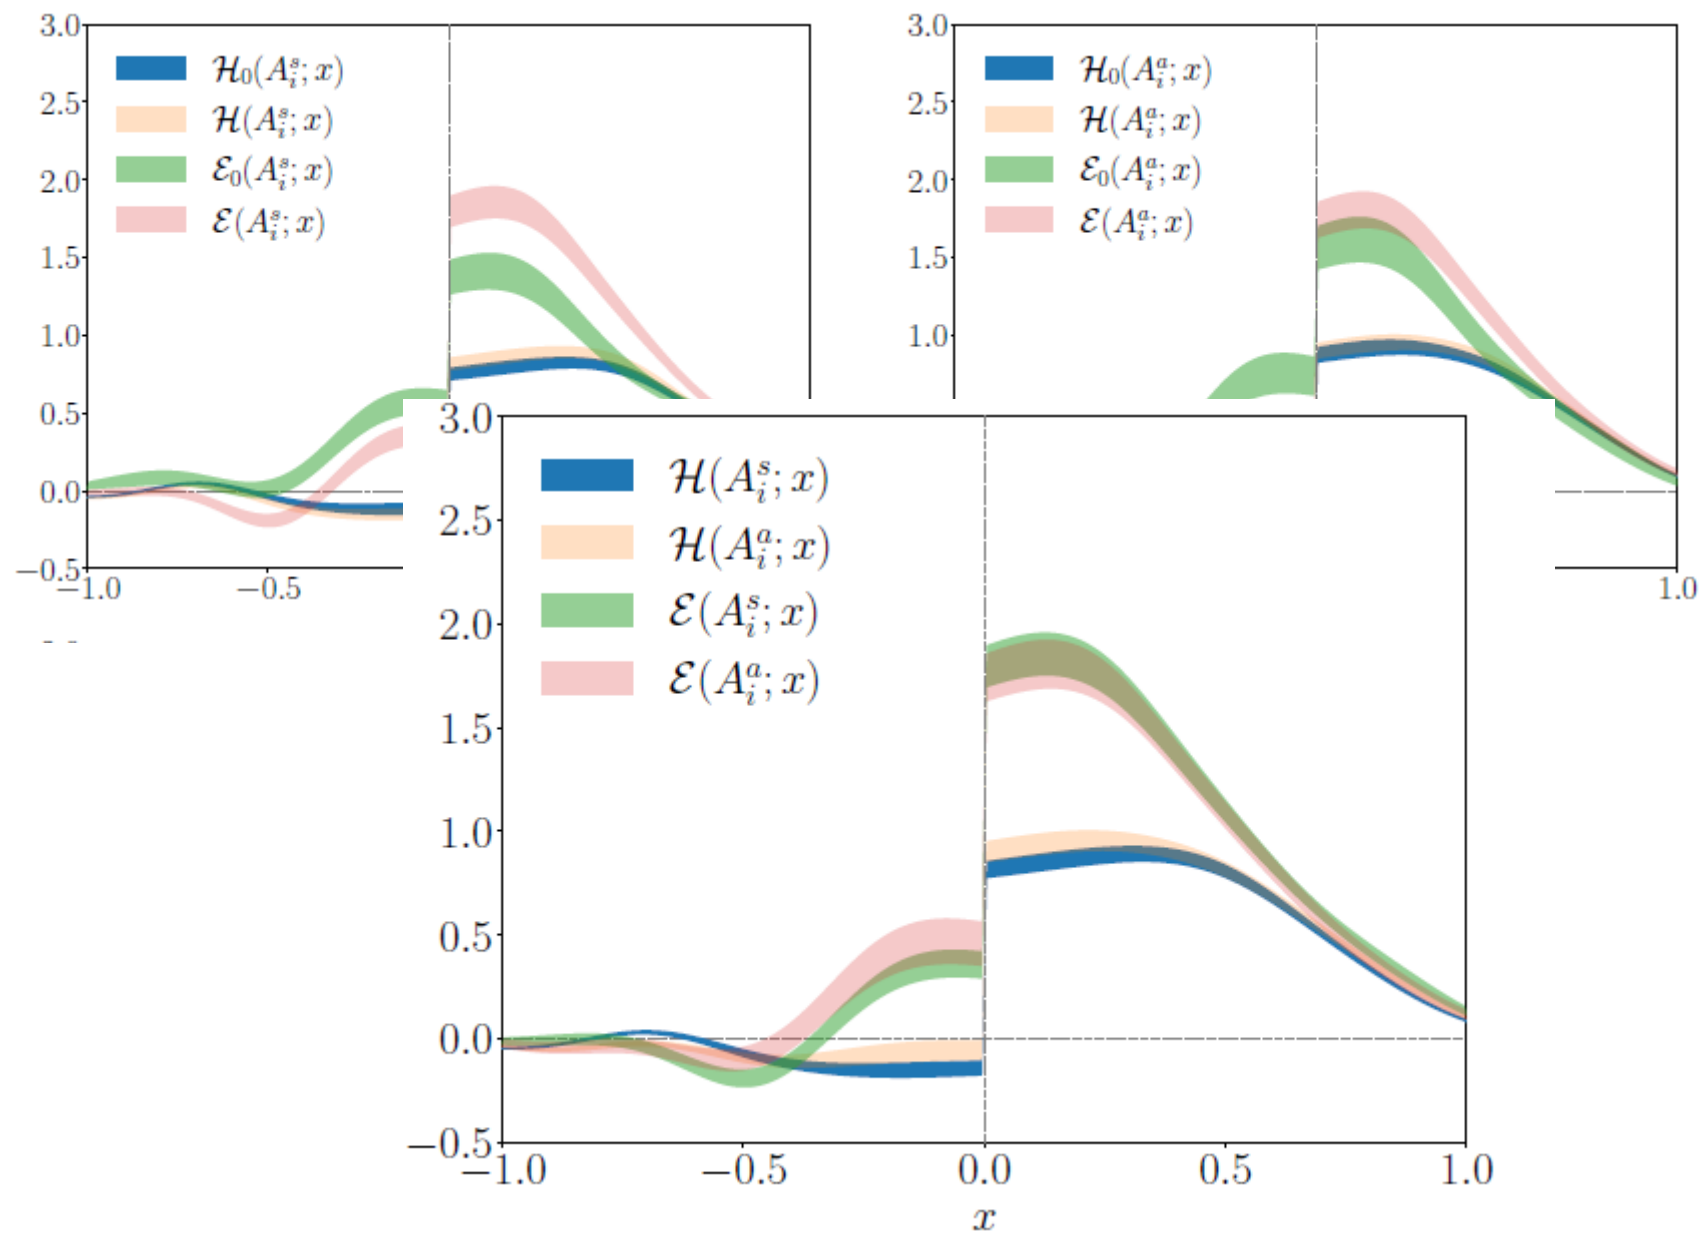 3.0
2.5
2.0
1.5
1.0
0.5
0.0
−0.5
−1.0
−0.5
ℋ₀(Aᵢˢ; x)
ℋ(Aᵢˢ; x)
ℰ₀(Aᵢˢ; x)
ℰ(Aᵢˢ; x)
3.0
2.5
2.0
1.5
1.0
1.0
ℋ₀(Aᵢᵃ; x)
ℋ(Aᵢᵃ; x)
ℰ₀(Aᵢᵃ; x)
ℰ(Aᵢᵃ; x)
3.0
2.5
2.0
1.5
1.0
0.5
0.0
−0.5
−1.0
−0.5
0.0
0.5
1.0
x
ℋ(Aᵢˢ; x)
ℋ(Aᵢᵃ; x)
ℰ(Aᵢˢ; x)
ℰ(Aᵢᵃ; x)